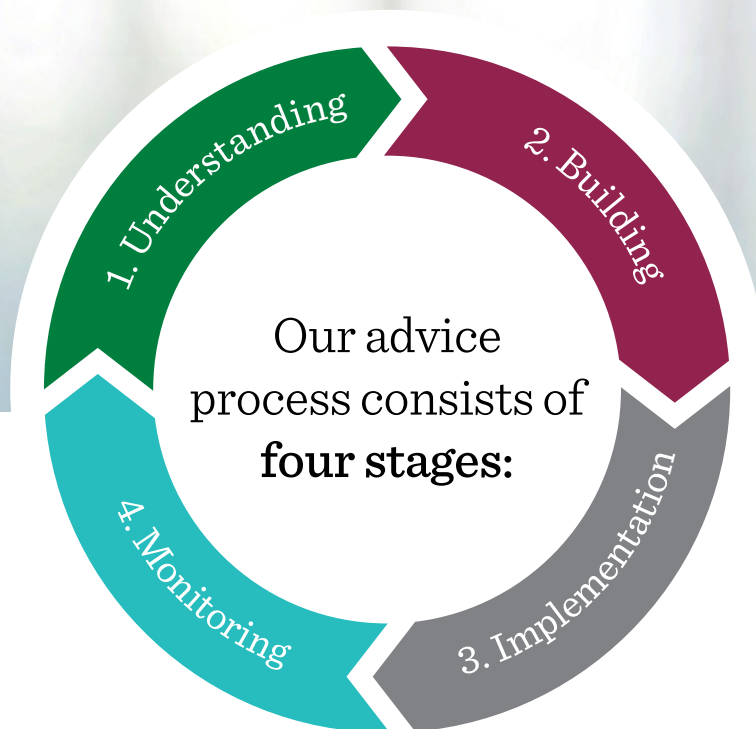 Our advice
process consists of
four stages:
1. Understanding
2. Building
3. Implementation
4. Monitoring